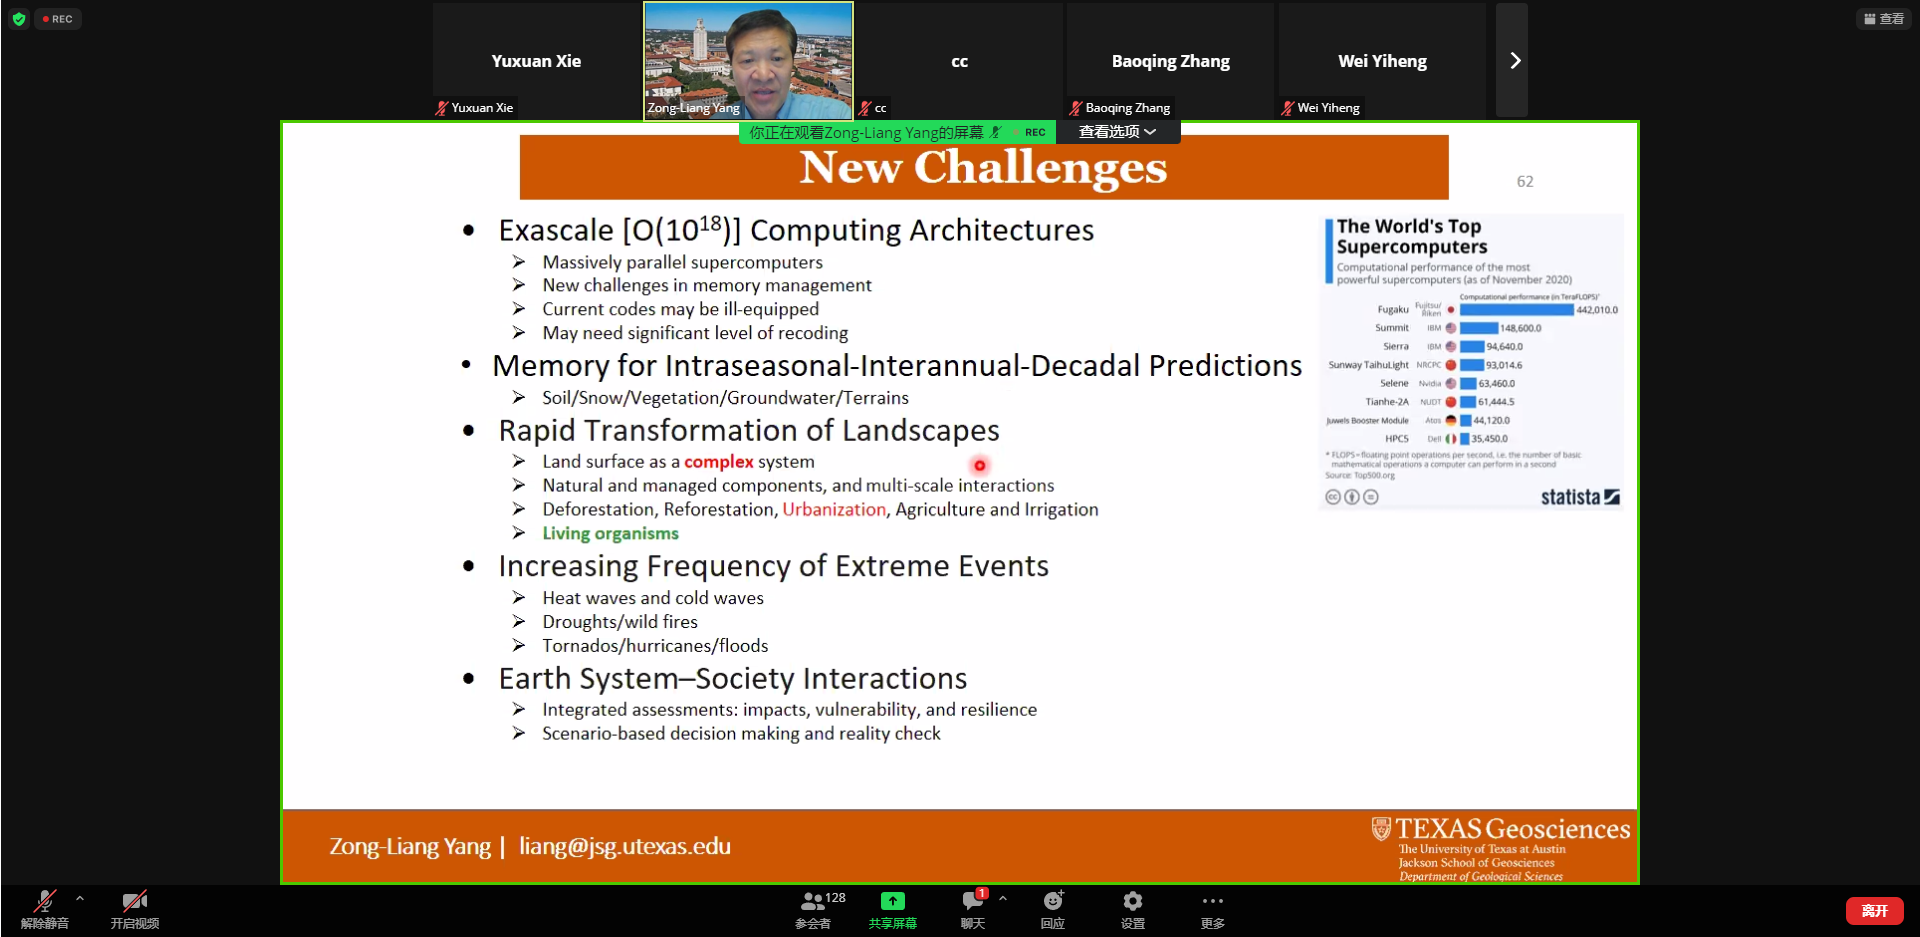 REC
查看
Yuxuan Xie
cc
Baoqing Zhang
Wei Yiheng
Yuxuan Xie
Zong-Liang Yang
cc
Baoqing Zhang
Wei Yiheng
你正在观看Zong-Liang Yang的屏幕 REC
查看选项
New Challenges
62
• Exascale [O(10¹⁸)] Computing Architectures
➢ Massively parallel supercomputers
➢ New challenges in memory management
➢ Current codes may be ill-equipped
➢ May need significant level of recoding
• Memory for Intraseasonal-Interannual-Decadal Predictions
➢ Soil/Snow/Vegetation/Groundwater/Terrains
• Rapid Transformation of Landscapes
➢ Land surface as a complex system
➢ Natural and managed components, and multi-scale interactions
➢ Deforestation, Reforestation, Urbanization, Agriculture and Irrigation
➢ Living organisms
• Increasing Frequency of Extreme Events
➢ Heat waves and cold waves
➢ Droughts/wild fires
➢ Tornados/hurricanes/floods
• Earth System–Society Interactions
➢ Integrated assessments: impacts, vulnerability, and resilience
➢ Scenario-based decision making and reality check
The World's Top
Supercomputers
Computational performance of the most
powerful supercomputers (as of November 2020)
Computational performance (in TeraFLOPS)*
Fugaku Fujitsu/ Riken 442,010.0
Summit IBM 148,600.0
Sierra IBM 94,640.0
Sunway TaihuLight NRCPC 93,014.6
Selene Nvidia 63,460.0
Tianhe-2A NUDT 61,444.5
Juwels Booster Module Atos 44,120.0
HPC5 Dell 35,450.0
* FLOPS=floating point operations per second, i.e. the number of basic
mathematical operations a computer can perform in a second
Source: Top500.org
statista
Zong-Liang Yang | liang@jsg.utexas.edu
TEXAS Geosciences
The University of Texas at Austin
Jackson School of Geosciences
Department of Geological Sciences
解除静音
开启视频
128
参会者
共享屏幕
1
聊天
回应
设置
更多
离开